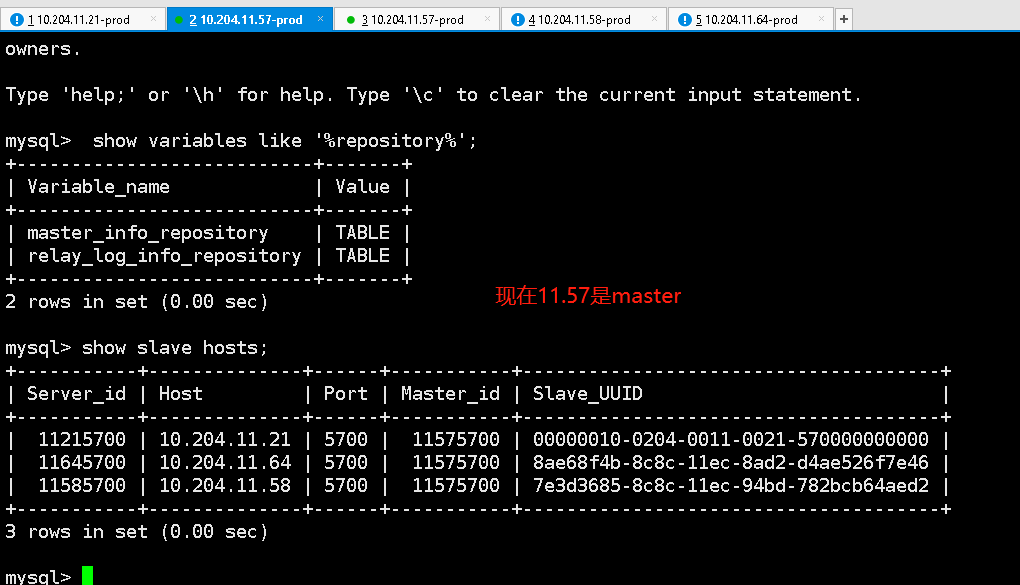 1 10.204.11.21-prod × 2 10.204.11.57-prod × 3 10.204.11.57-prod × 4 10.204.11.58-prod × 5 10.204.11.64-prod × +
owners.
Type 'help;' or '\h' for help. Type '\c' to clear the current input statement.
mysql>  show variables like '%repository%';
+---------------------------+-------+
| Variable_name             | Value |
+---------------------------+-------+
| master_info_repository    | TABLE |
| relay_log_info_repository | TABLE |
+---------------------------+-------+
2 rows in set (0.00 sec)
现在11.57是master
mysql> show slave hosts;
+-----------+--------------+------+-----------+--------------------------------------+
| Server_id | Host         | Port | Master_id | Slave_UUID                           |
+-----------+--------------+------+-----------+--------------------------------------+
|  11215700 | 10.204.11.21 | 5700 |  11575700 | 00000010-0204-0011-0021-570000000000 |
|  11645700 | 10.204.11.64 | 5700 |  11575700 | 8ae68f4b-8c8c-11ec-8ad2-d4ae526f7e46 |
|  11585700 | 10.204.11.58 | 5700 |  11575700 | 7e3d3685-8c8c-11ec-94bd-782bcb64aed2 |
+-----------+--------------+------+-----------+--------------------------------------+
3 rows in set (0.00 sec)
mysql>